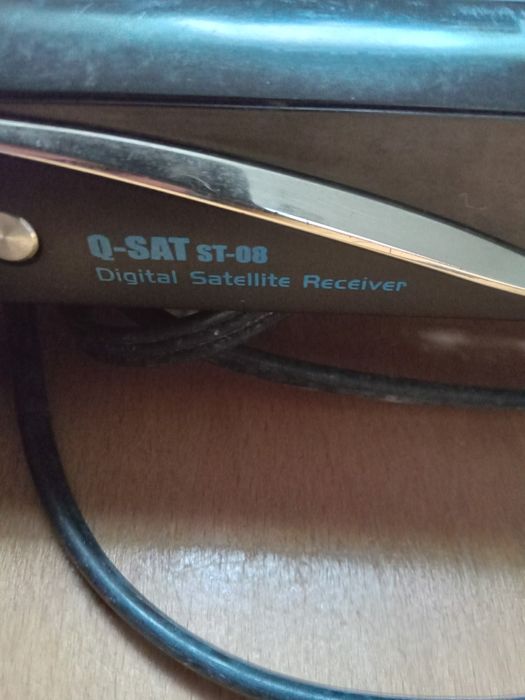 Q-SAT ST-08
Digital Satellite Receiver